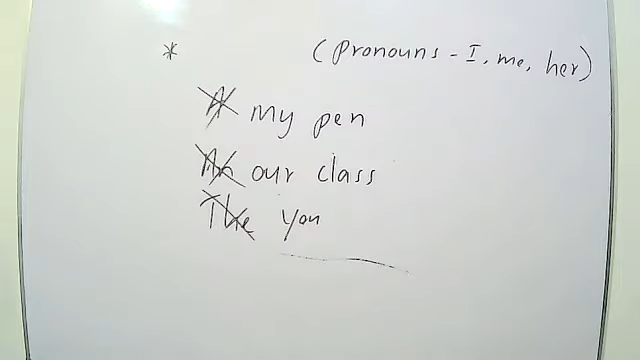 * (pronouns - I, me, her)
A my pen
An our class
The you